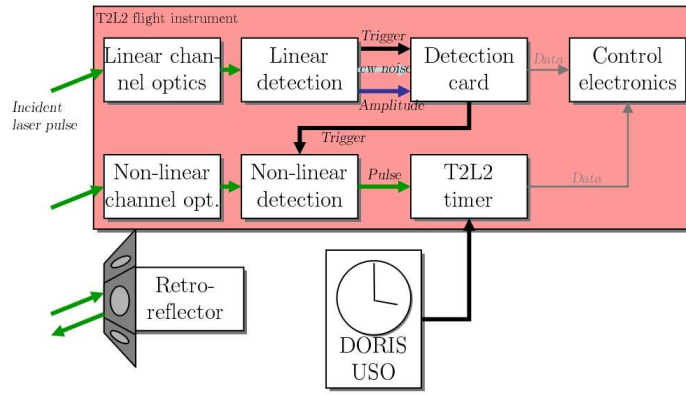 T2L2 flight instrument
Linear chan-
nel optics
Linear
detection
Trigger
cw noise
Amplitude
Detection
card
Data
Control
electronics
Incident
laser pulse
Trigger
Non-linear
channel opt.
Non-linear
detection
Pulse
T2L2
timer
Data
Retro-
reflector
DORIS
USO